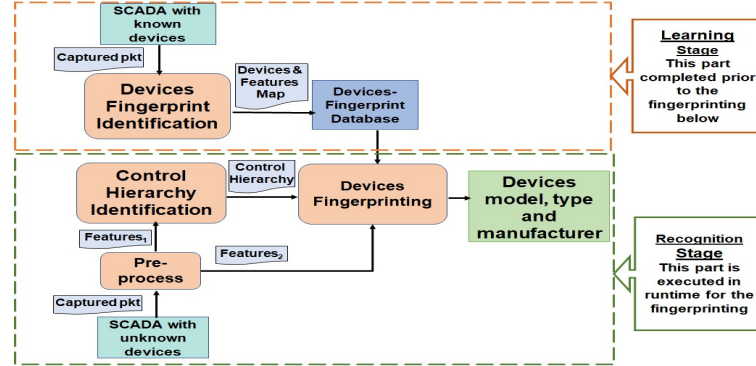 SCADA with
known
devices
Captured pkt
Devices
Fingerprint
Identification
Devices &
Features
Map
Devices-
Fingerprint
Database
Learning
Stage
This part
completed prior
to the
fingerprinting
below
Control
Hierarchy
Identification
Control
Hierarchy
Devices
Fingerprinting
Devices
model, type
and
manufacturer
Features1
Pre-
process
Features2
Captured pkt
SCADA with
unknown
devices
Recognition
Stage
This part is
executed in
runtime for the
fingerprinting